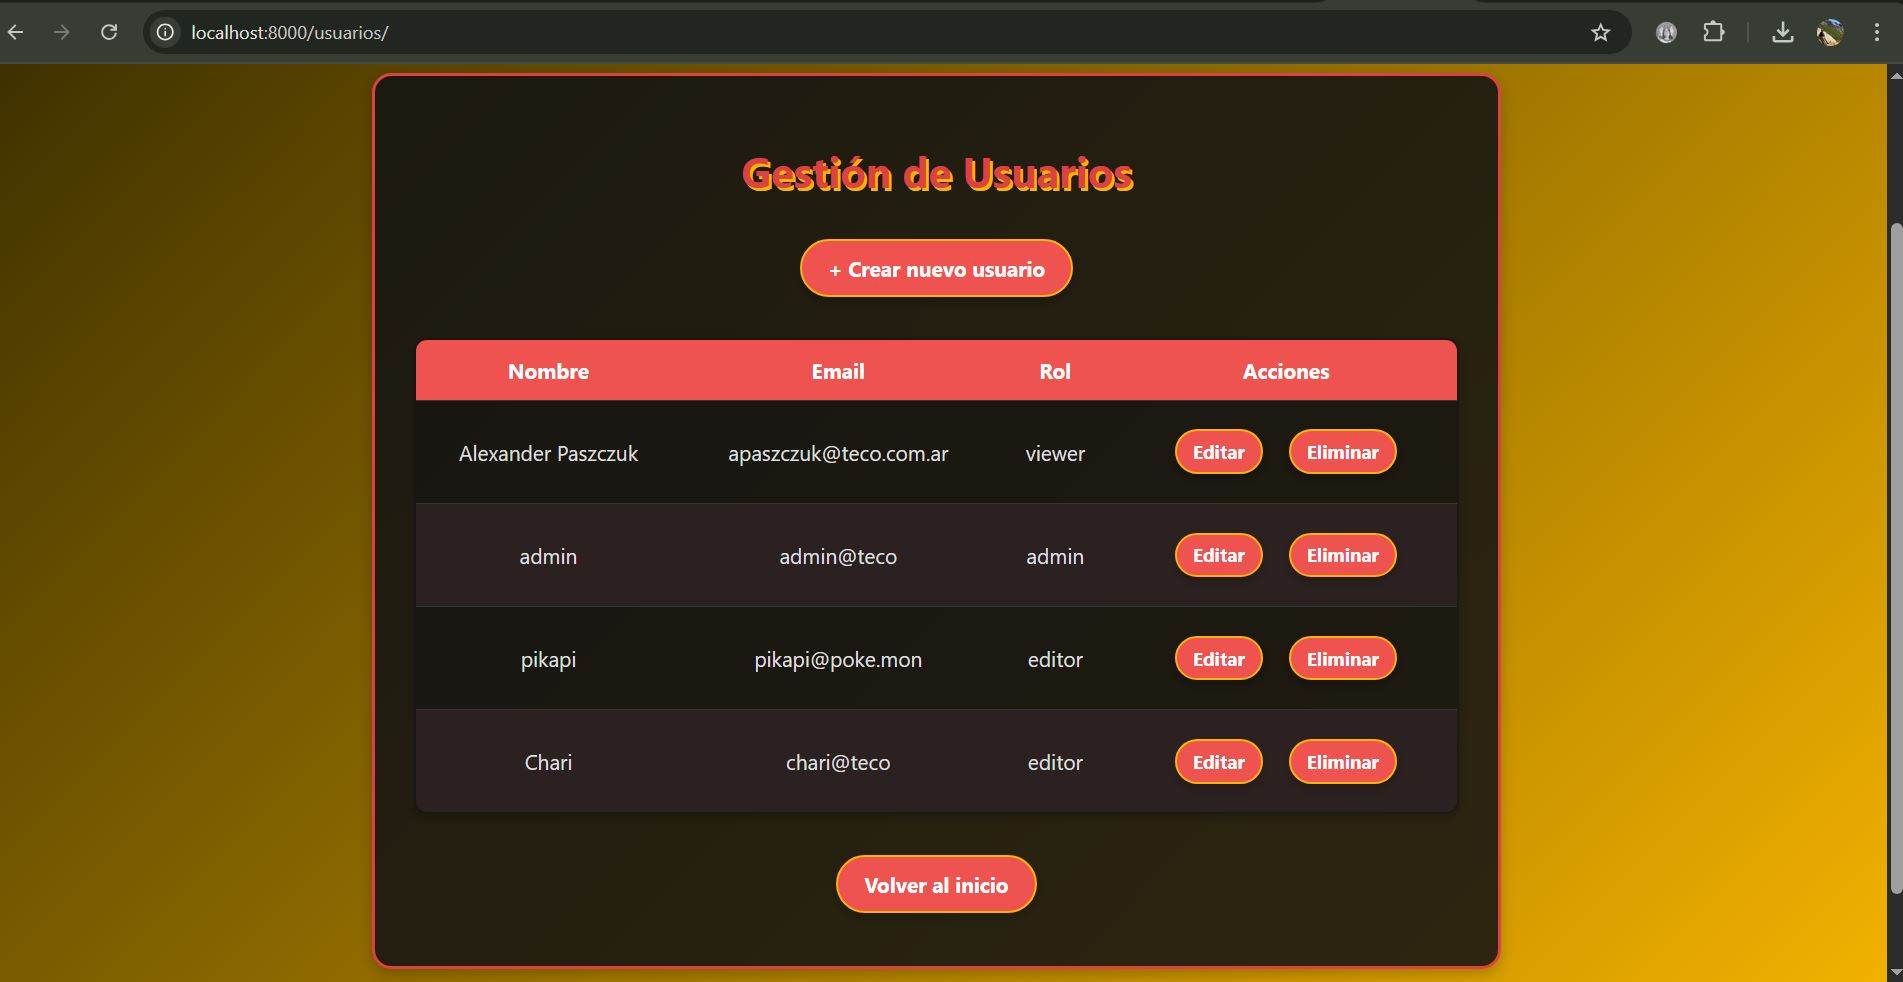 localhost:8000/usuarios/
Gestión de Usuarios
+ Crear nuevo usuario
Nombre Email Rol Acciones
Alexander Paszczuk apaszczuk@teco.com.ar viewer Editar Eliminar
admin admin@teco admin Editar Eliminar
pikapi pikapi@poke.mon editor Editar Eliminar
Chari chari@teco editor Editar Eliminar
Volver al inicio